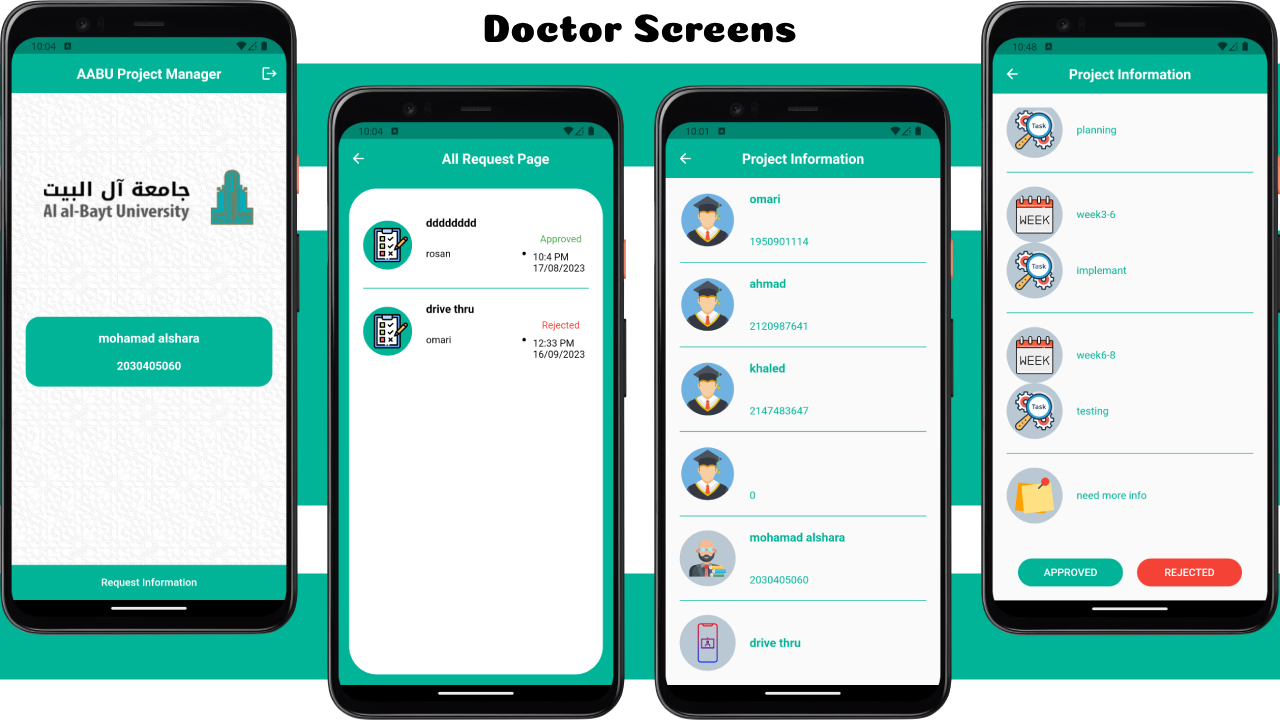 Doctor Screens
10:04
AABU Project Manager
جامعة آل البيت
Al al-Bayt University
mohamad alshara
2030405060
Request Information
10:04
All Request Page
dddddddd
Approved
rosan
10:4 PM
17/08/2023
drive thru
Rejected
omari
12:33 PM
16/09/2023
10:01
Project Information
omari
1950901114
ahmad
2120987641
khaled
2147483647
0
mohamad alshara
2030405060
drive thru
10:48
Project Information
Task
planning
WEEK
week3-6
Task
implemant
WEEK
week6-8
Task
testing
need more info
APPROVED
REJECTED